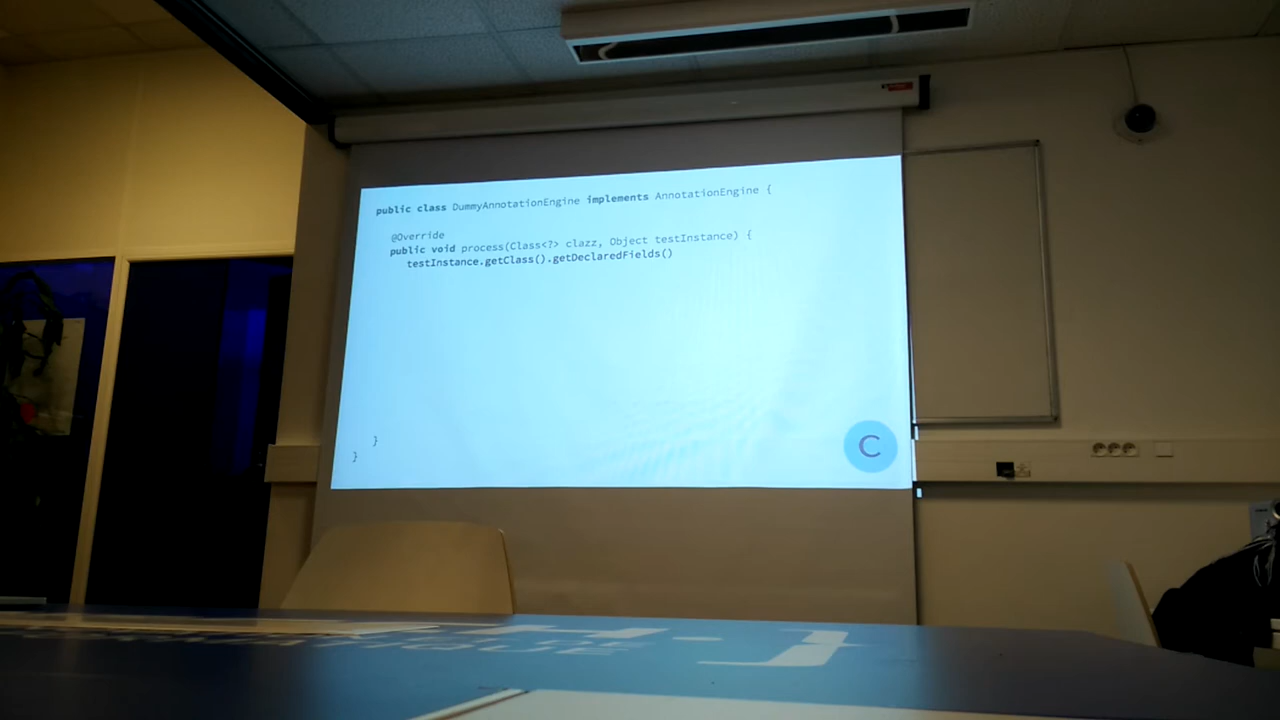 public class DummyAnnotationEngine implements AnnotationEngine {
@Override
public void process(Class<?> clazz, Object testInstance) {
testInstance.getClass().getDeclaredFields()
}
}
C